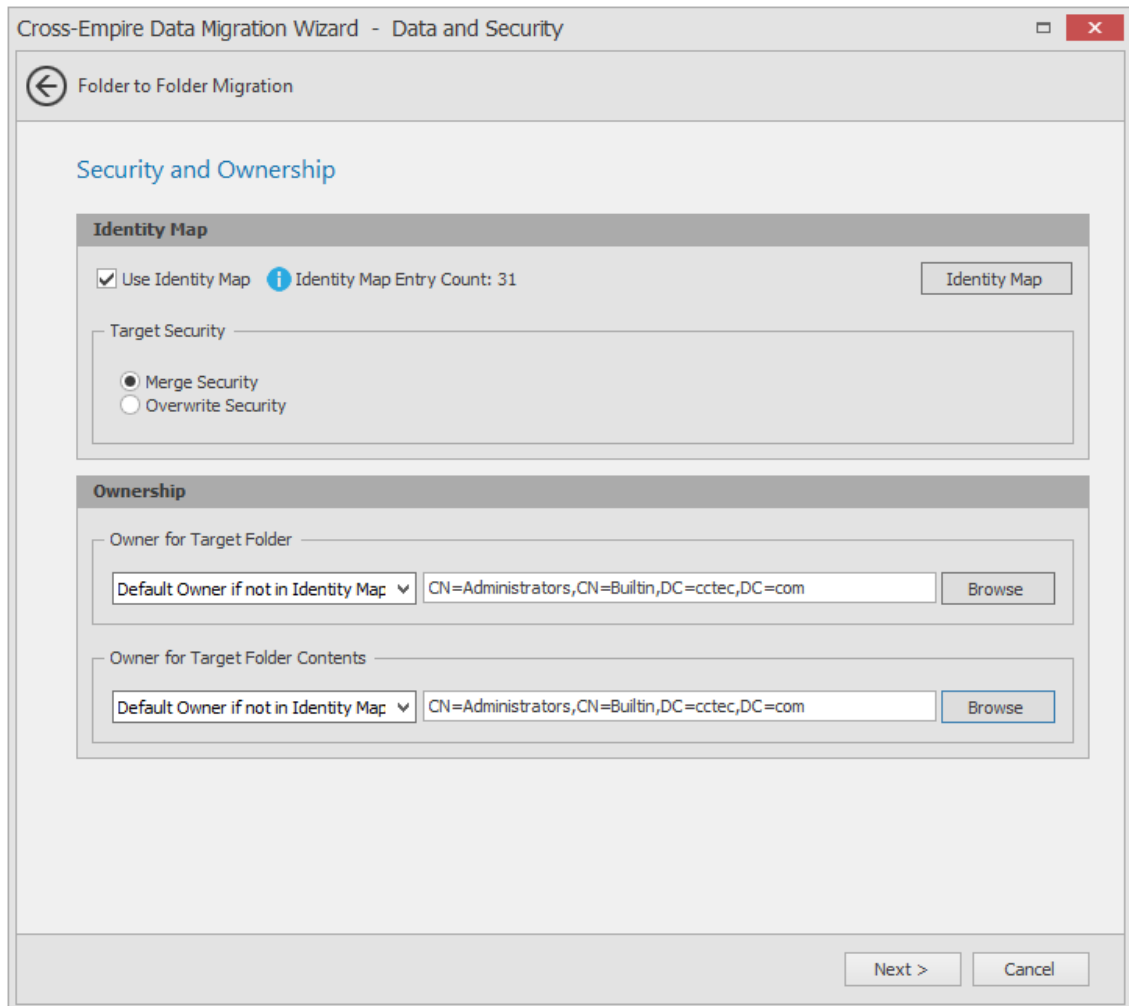 Cross-Empire Data Migration Wizard - Data and Security
Folder to Folder Migration
Security and Ownership
Identity Map
Use Identity Map Identity Map Entry Count: 31 Identity Map
Target Security
Merge Security
Overwrite Security
Ownership
Owner for Target Folder
Default Owner if not in Identity Map CN=Administrators,CN=Builtin,DC=cctec,DC=com Browse
Owner for Target Folder Contents
Default Owner if not in Identity Map CN=Administrators,CN=Builtin,DC=cctec,DC=com Browse
Next > Cancel